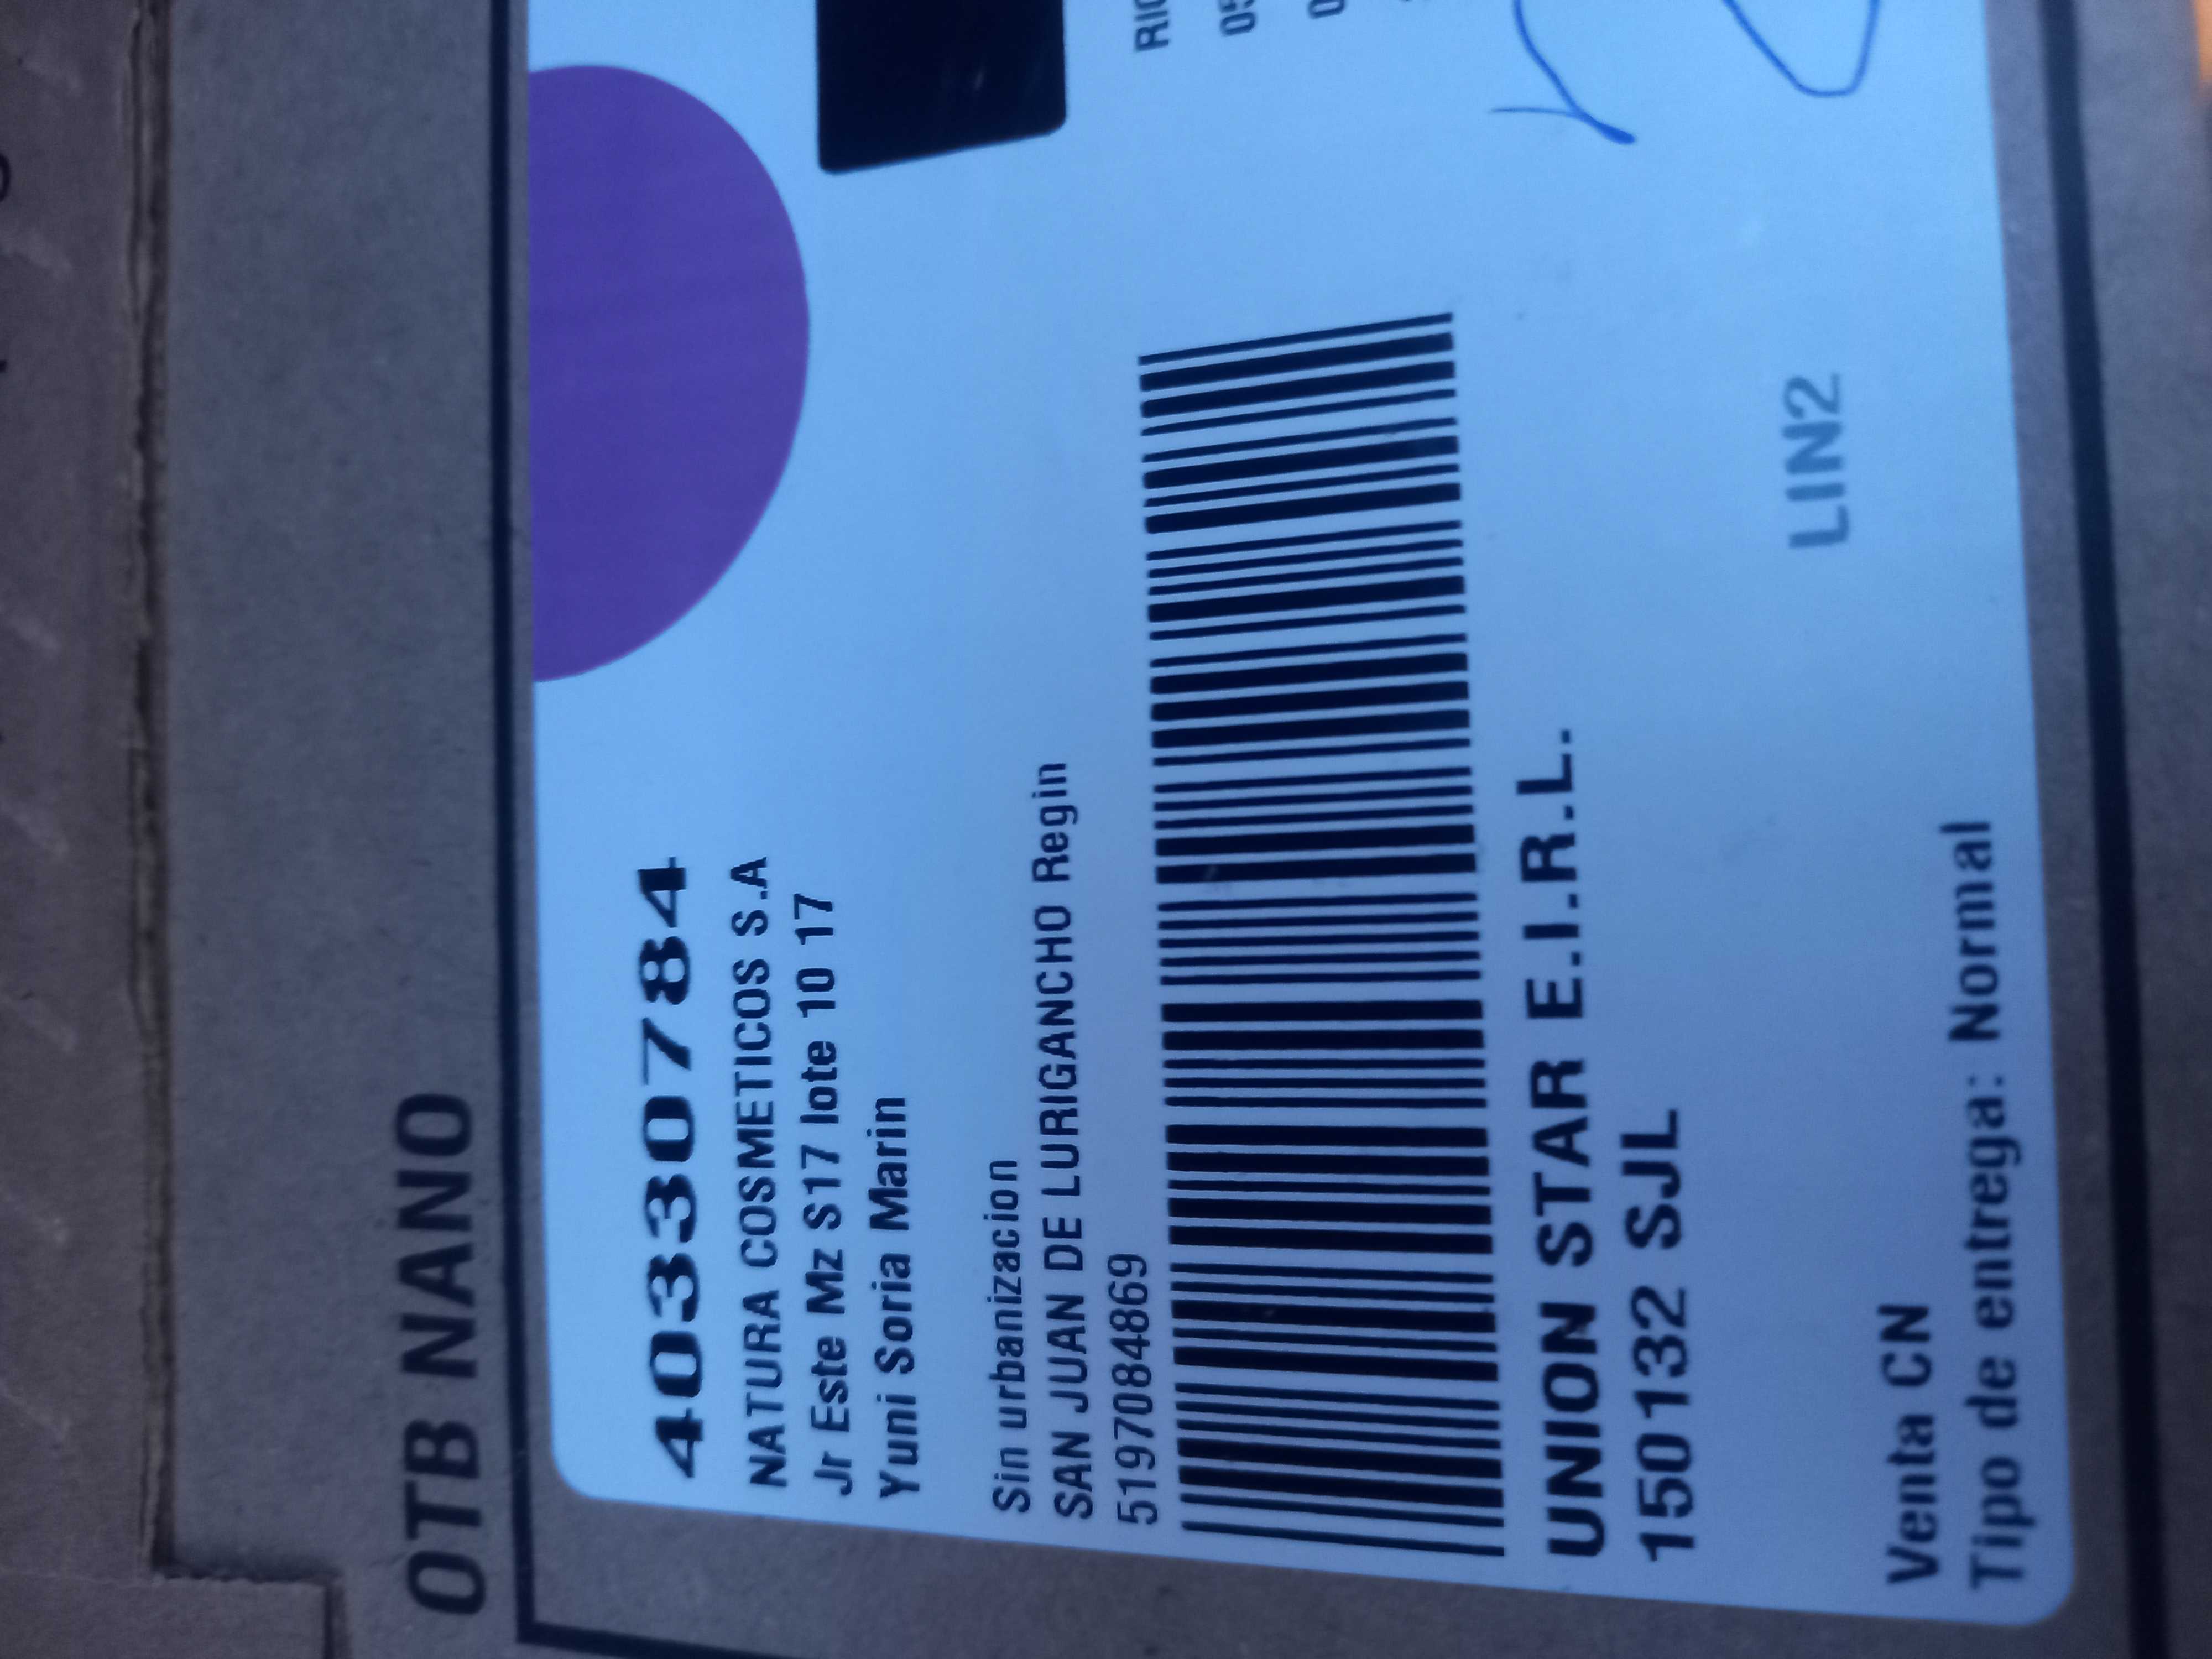 OTB NANO
40330784
NATURA COSMETICOS S.A
Jr Este Mz S17 lote 10 17
Yuni Soria Marin
Sin urbanizacion
SAN JUAN DE LURIGANCHO Regin
5197084869
UNION STAR E.I.R.L.
150132 SJL
LIN2
Venta CN
Tipo de entrega: Normal